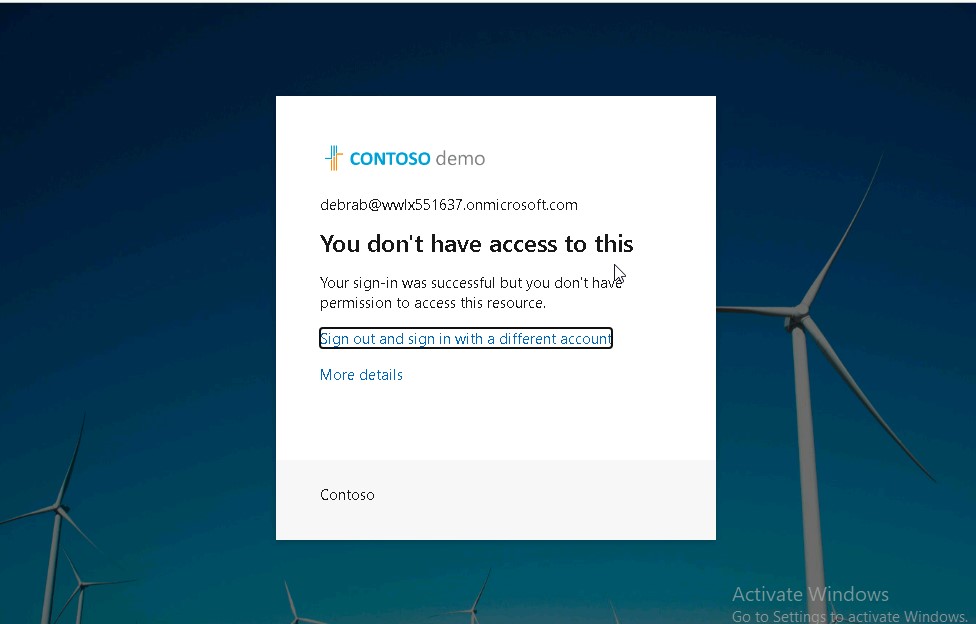 CONTOSO demo
debrab@wwlx551637.onmicrosoft.com
You don't have access to this
Your sign-in was successful but you don't have
permission to access this resource.
Sign out and sign in with a different account
More details
Contoso
Activate Windows
Go to Settings to activate Windows.